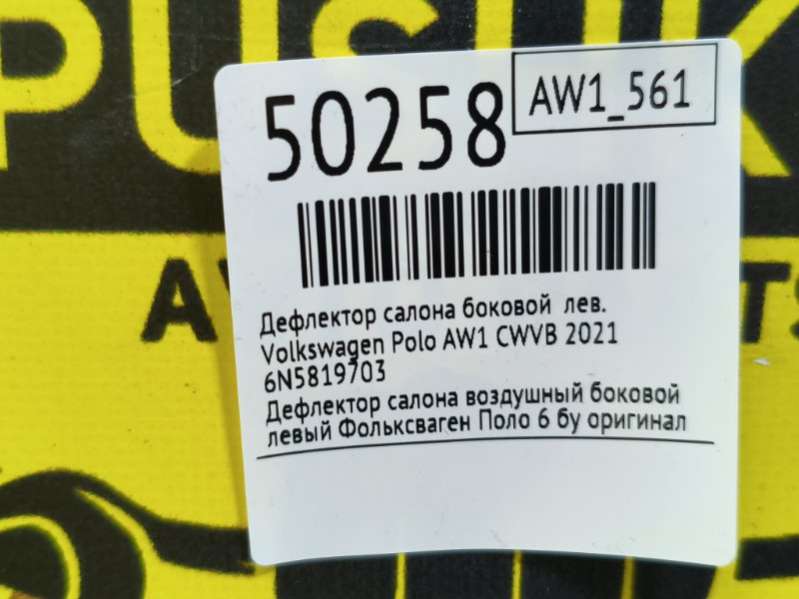 PUSHK
50258
AW1_561
Дефлектор салона боковой лев.
Volkswagen Polo AW1 CWVB 2021
6N5819703
Дефлектор салона воздушный боковой
левый Фольксваген Поло 6 бу оригинал